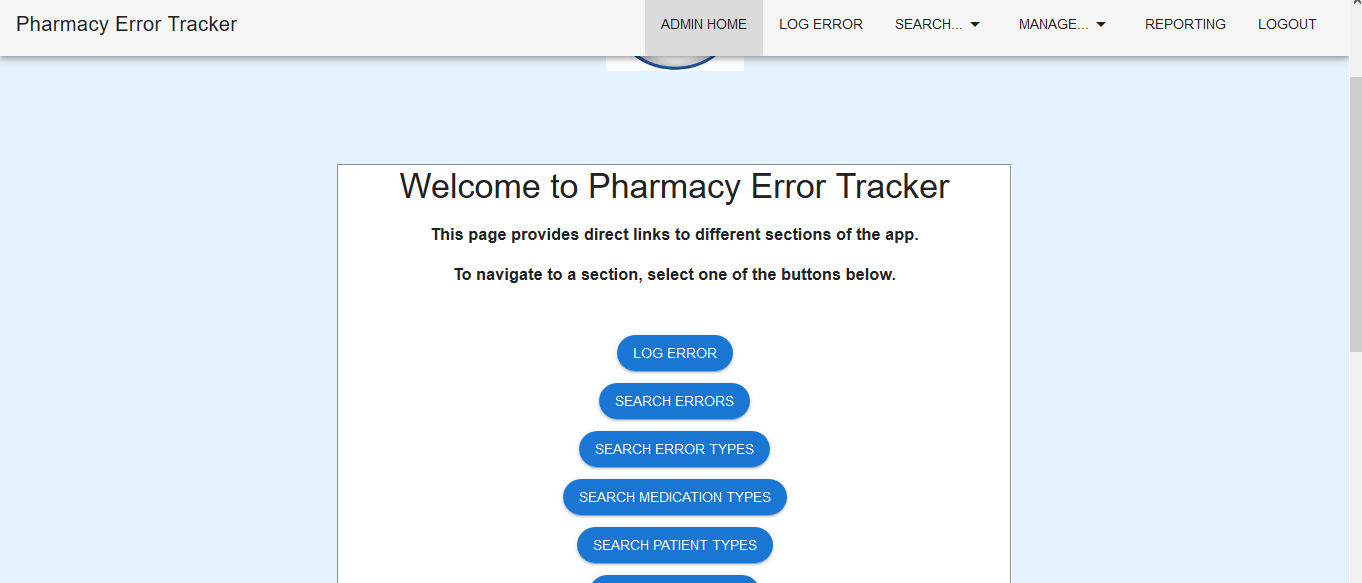 Pharmacy Error Tracker
ADMIN HOME
LOG ERROR
SEARCH...
MANAGE...
REPORTING
LOGOUT
Welcome to Pharmacy Error Tracker
This page provides direct links to different sections of the app.
To navigate to a section, select one of the buttons below.
LOG ERROR
SEARCH ERRORS
SEARCH ERROR TYPES
SEARCH MEDICATION TYPES
SEARCH PATIENT TYPES